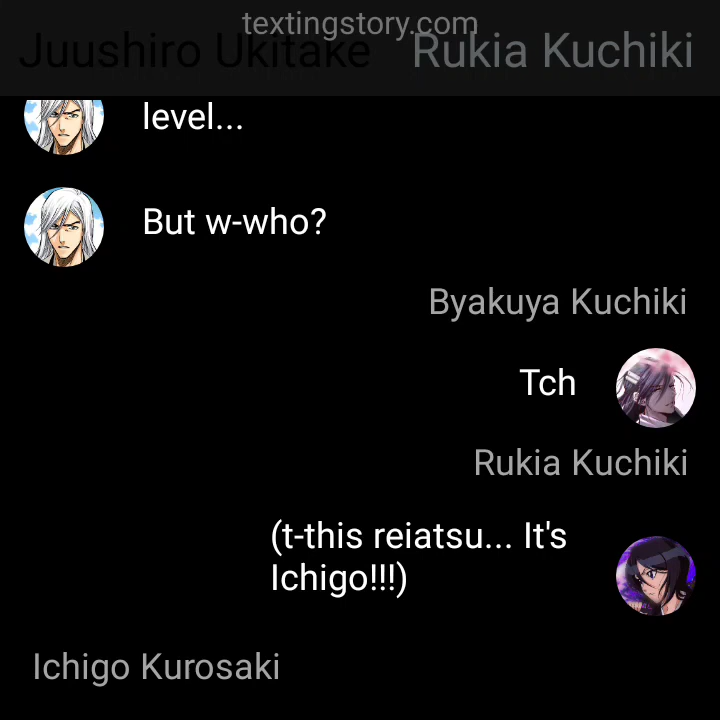 textingstory.com
Juushiro Ukitake Rukia Kuchiki
level...
But w-who?
Byakuya Kuchiki
Tch
Rukia Kuchiki
(t-this reiatsu... It's
Ichigo!!!)
Ichigo Kurosaki